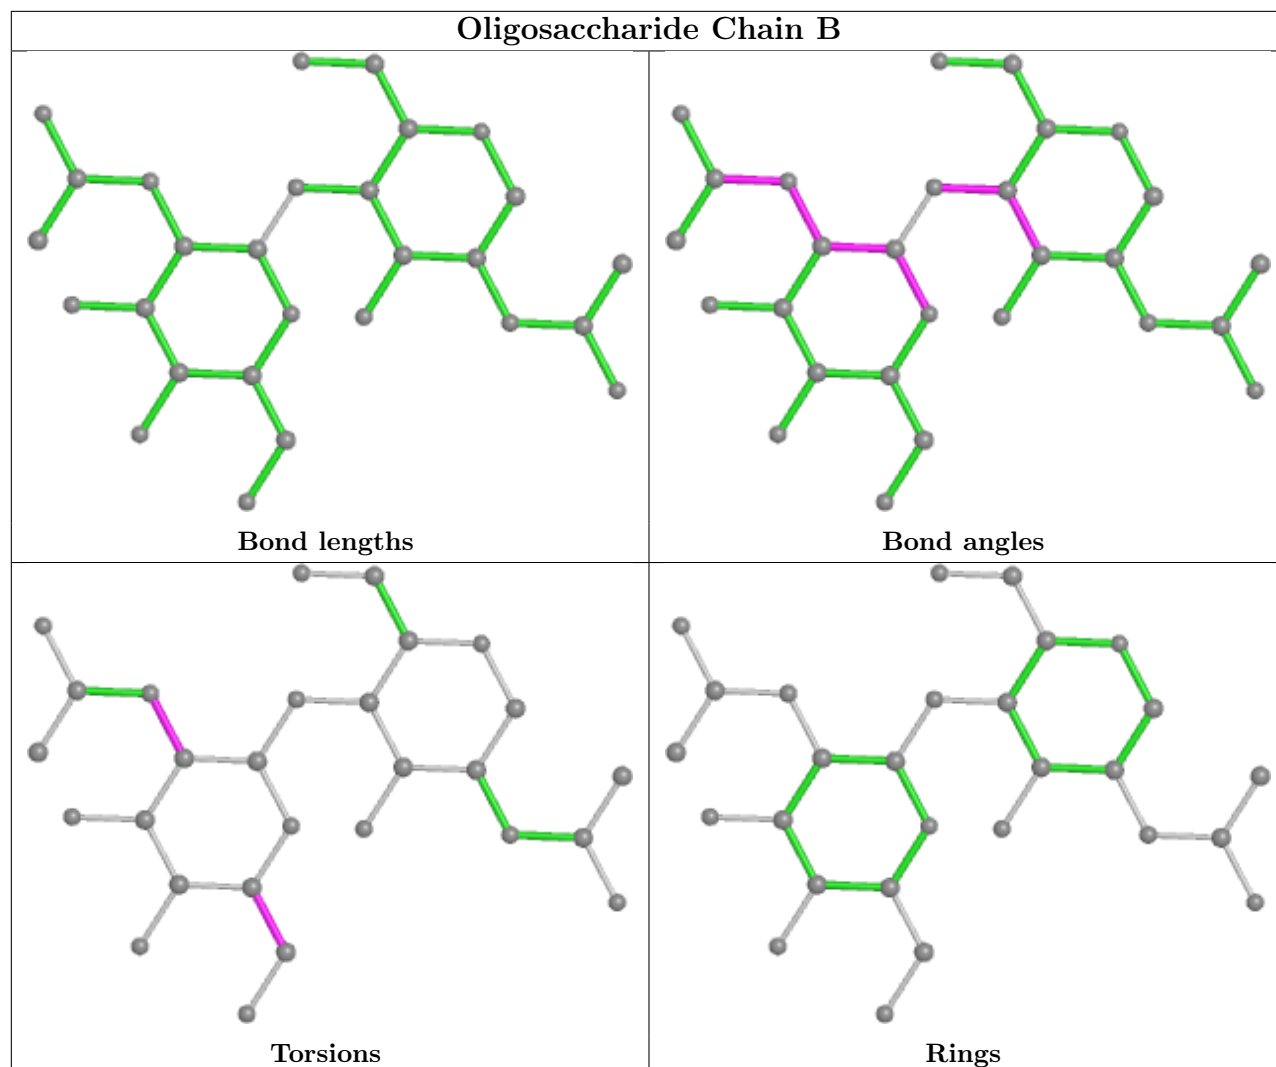 Oligosaccharide Chain B
Bond lengths
Bond angles
Torsions
Rings